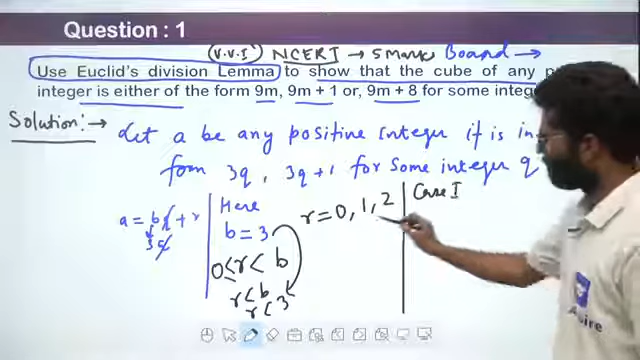 Question : 1
(V.V.I) NCERT → 5 Marks Board →
Use Euclid's division Lemma to show that the cube of any p
integer is either of the form 9m, 9m + 1 or, 9m + 8 for some integ
Solution:→
Let a be any positive Integer it is in
form 3q, 3q+1 for some integer q
a = b + r
3
Here
b = 3
0≤r< b
r<b
r<3
r=0,1,2
Case I